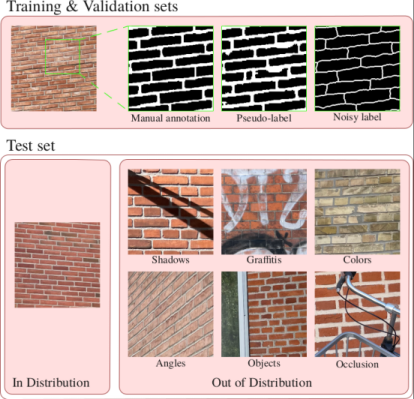 Training & Validation sets
Manual annotation
Pseudo-label
Noisy label
Test set
Shadows
Graffitis
Colors
Angles
Objects
Occlusion
In Distribution
Out of Distribution